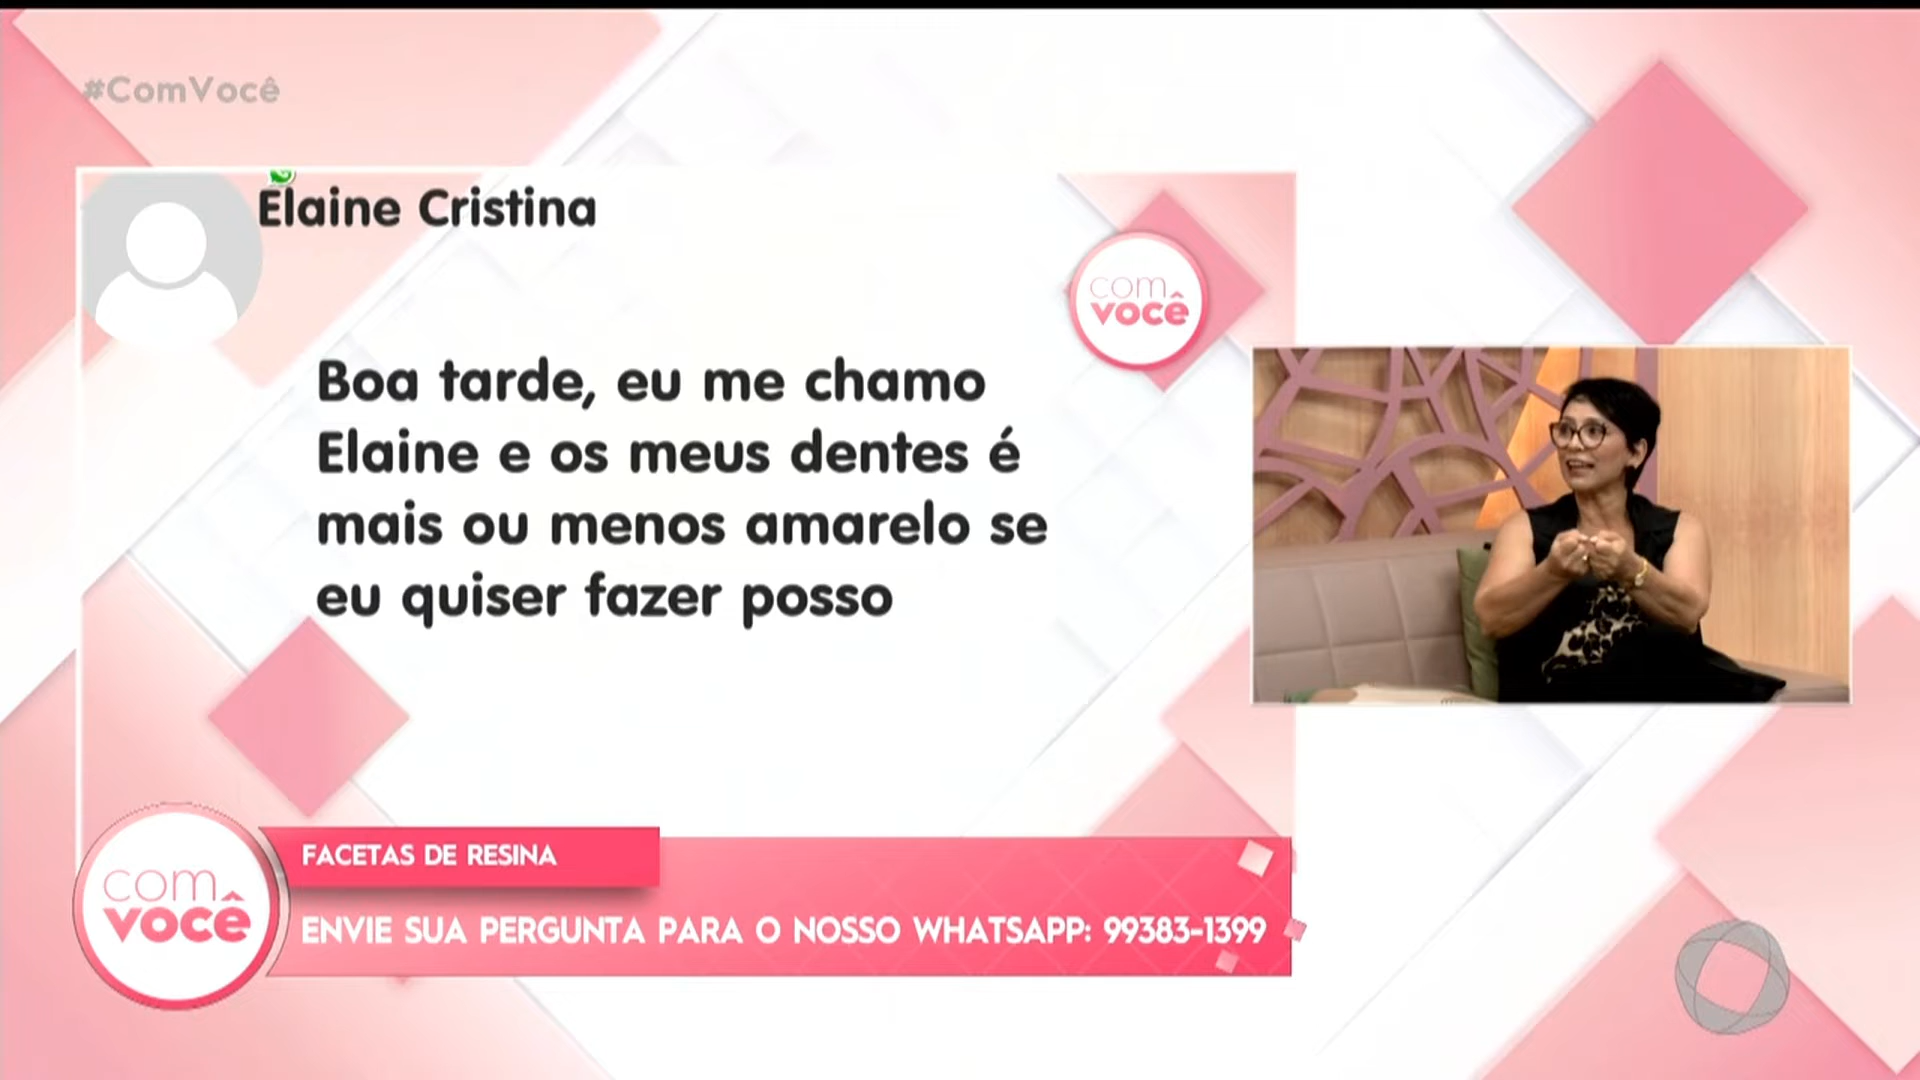 #ComVocê
Elaine Cristina
com
você
Boa tarde, eu me chamo
Elaine e os meus dentes é
mais ou menos amarelo se
eu quiser fazer posso
FACETAS DE RESINA
com
você
ENVIE SUA PERGUNTA PARA O NOSSO WHATSAPP: 99383-1399